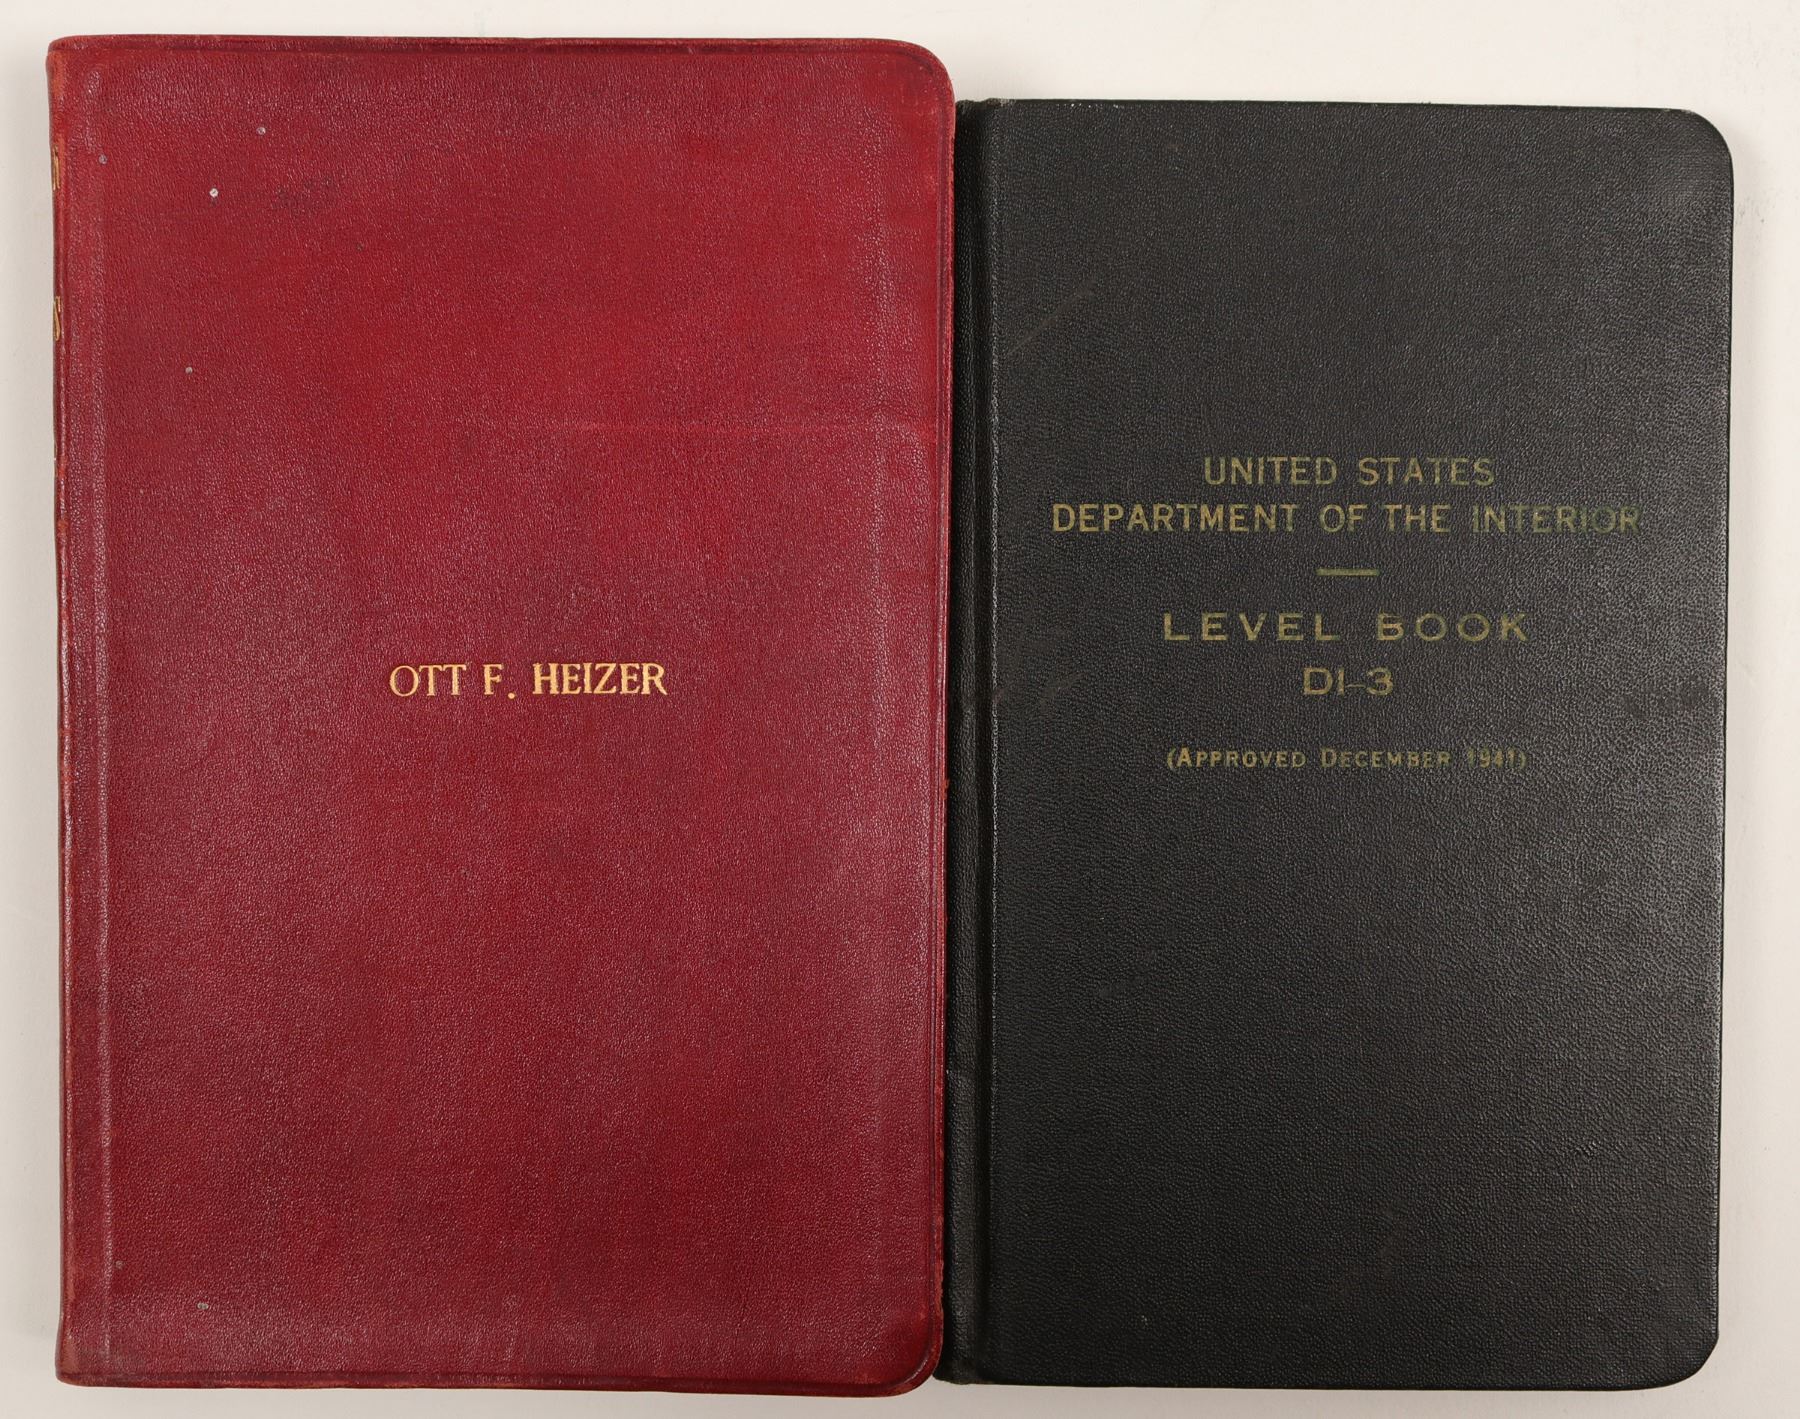 OTT F. HEIZER
UNITED STATES
DEPARTMENT OF THE INTERIOR
LEVEL BOOK
DI-3
(APPROVED DECEMBER 1941)